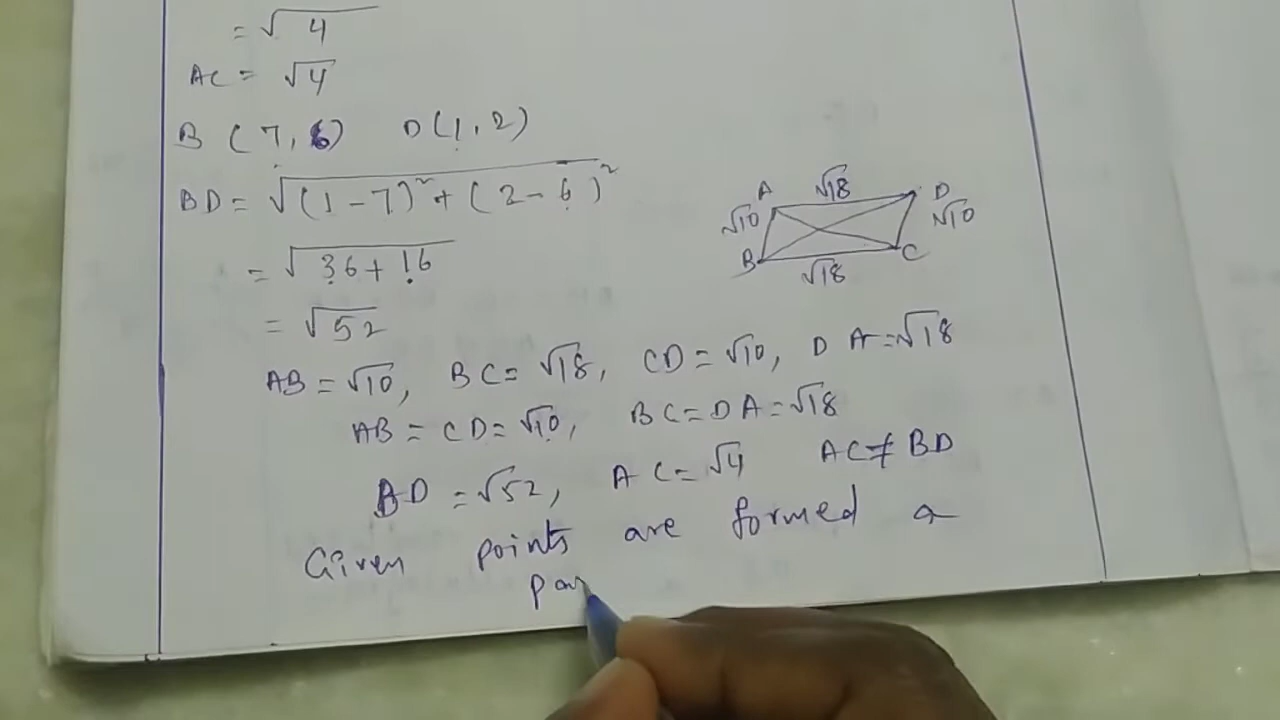 = √4
AC = √4
B (7, 6) D(1, 2)
BD = √(1-7)² + (2-6)²
= √36+16
= √52
A √18 D
√10 √10
B √18 C
AB = √10, BC = √18, CD = √10, DA = √18
AB = CD = √10, BC = DA = √18
BD = √52, AC = √4 AC ≠ BD
Given points are formed a
par